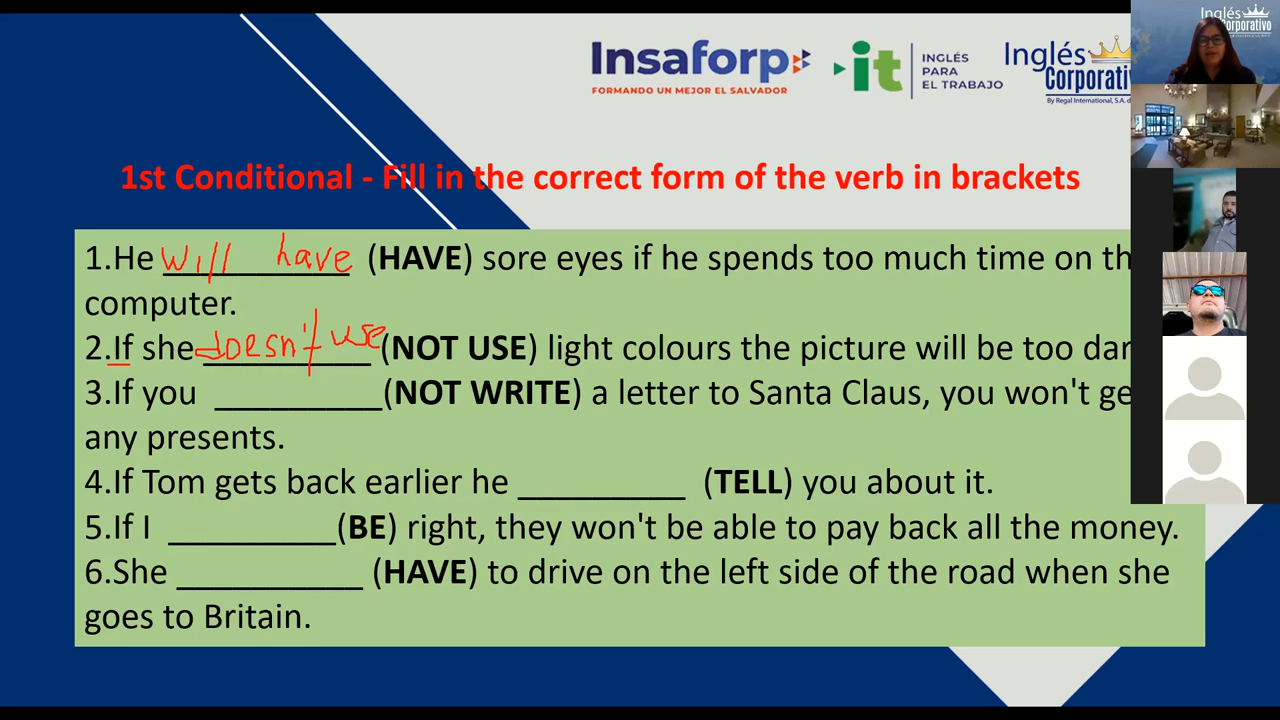 Insaforp
FORMANDO UN MEJOR EL SALVADOR
it
INGLÉS
PARA
EL TRABAJO
Inglés
Corporativ
By Regal International, S.A. d
Inglés
Corporativo
1st Conditional - Fill in the correct form of the verb in brackets
1.He will have (HAVE) sore eyes if he spends too much time on th
computer.
2.If she doesn't use (NOT USE) light colours the picture will be too dar
3.If you _________(NOT WRITE) a letter to Santa Claus, you won't ge
any presents.
4.If Tom gets back earlier he _________ (TELL) you about it.
5.If I _________(BE) right, they won't be able to pay back all the money.
6.She __________ (HAVE) to drive on the left side of the road when she
goes to Britain.